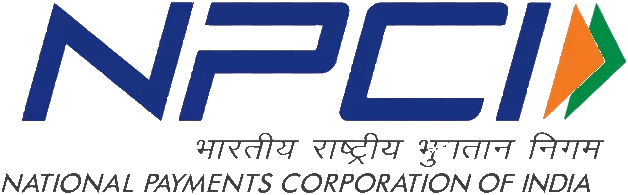 NPCI
भारतीय राष्ट्रीय भुगतान निगम
NATIONAL PAYMENTS CORPORATION OF INDIA